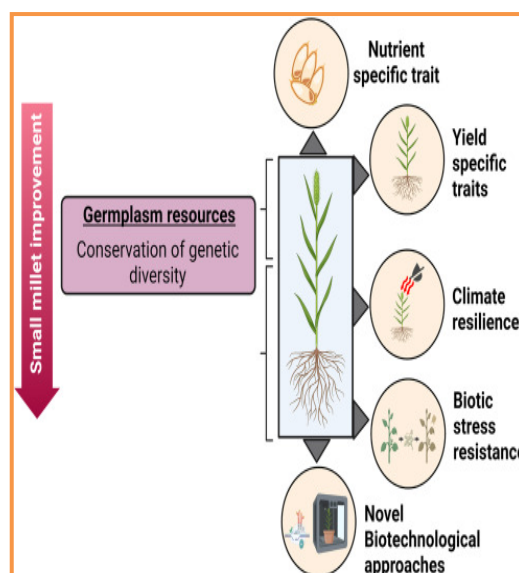 Nutrient
specific trait
Yield
specific
traits
Small millet improvement
Germplasm resources
Conservation of genetic
diversity
Climate
resilience
Biotic
stress
resistance
Novel
Biotechnological
approaches